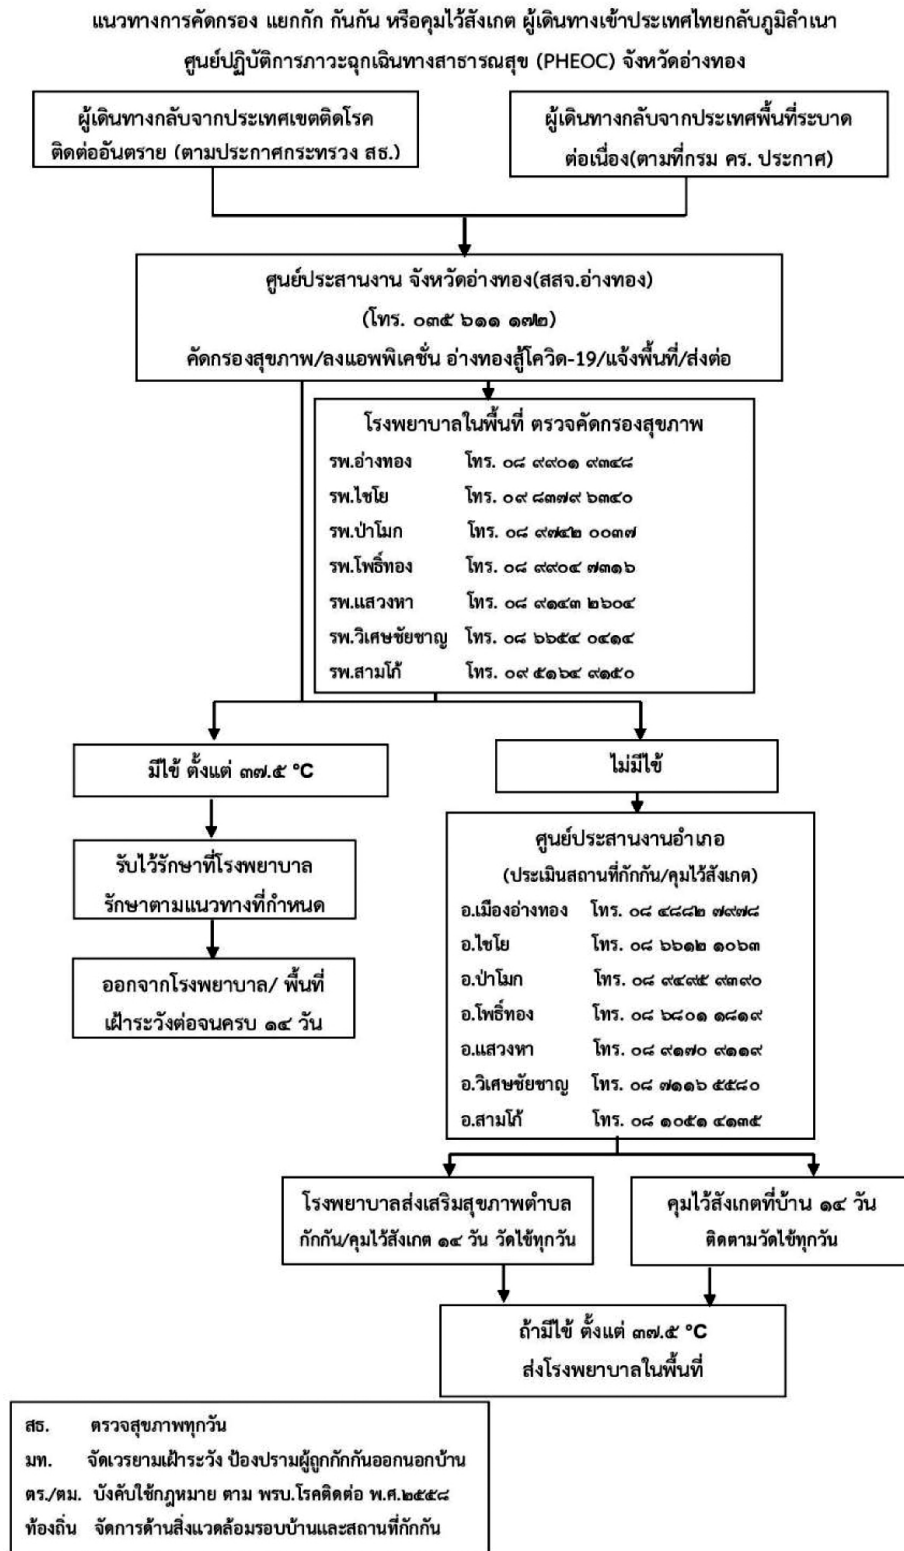 แนวทางการคัดกรอง แยกกัก กันกัน หรือคุมไว้สังเกต ผู้เดินทางเข้าประเทศไทยกลับภูมิลำเนา
ศูนย์ปฏิบัติการภาวะฉุกเฉินทางสาธารณสุข (PHEOC) จังหวัดอ่างทอง
ผู้เดินทางกลับจากประเทศเขตติดโรค
ติดต่ออันตราย (ตามประกาศกระทรวง สธ.)
ผู้เดินทางกลับจากประเทศพื้นที่ระบาด
ต่อเนื่อง(ตามที่กรม คร. ประกาศ)
ศูนย์ประสานงาน จังหวัดอ่างทอง(สสจ.อ่างทอง)
(โทร. ๐๓๕ ๖๑๑ ๑๗๒)
คัดกรองสุขภาพ/ลงแอพพิเคชั่น อ่างทองสู้โควิด-19/แจ้งพื้นที่/ส่งต่อ
โรงพยาบาลในพื้นที่ ตรวจคัดกรองสุขภาพ
รพ.อ่างทอง โทร. ๐๘ ๙๙๐๑ ๙๓๔๘
รพ.ไชโย โทร. ๐๙ ๘๓๗๙ ๖๓๔๐
รพ.ป่าโมก โทร. ๐๘ ๙๗๔๒ ๐๐๓๗
รพ.โพธิ์ทอง โทร. ๐๘ ๙๙๐๔ ๗๓๑๖
รพ.แสวงหา โทร. ๐๘ ๙๑๔๓ ๒๖๐๔
รพ.วิเศษชัยชาญ โทร. ๐๘ ๖๖๕๔ ๐๔๑๔
รพ.สามโก้ โทร. ๐๙ ๕๑๖๔ ๙๑๕๐
มีไข้ ตั้งแต่ ๓๗.๕ °C
ไม่มีไข้
รับไว้รักษาที่โรงพยาบาล
รักษาตามแนวทางที่กำหนด
ออกจากโรงพยาบาล/ พื้นที่
เฝ้าระวังต่อจนครบ ๑๔ วัน
ศูนย์ประสานงานอำเภอ
(ประเมินสถานที่กักกัน/คุมไว้สังเกต)
อ.เมืองอ่างทอง โทร. ๐๘ ๔๘๘๒ ๗๙๗๘
อ.ไชโย โทร. ๐๘ ๖๖๑๒ ๑๐๖๓
อ.ป่าโมก โทร. ๐๘ ๙๔๙๕ ๙๓๙๐
อ.โพธิ์ทอง โทร. ๐๘ ๖๘๐๑ ๑๘๑๙
อ.แสวงหา โทร. ๐๘ ๙๑๗๐ ๙๑๑๙
อ.วิเศษชัยชาญ โทร. ๐๘ ๗๑๑๖ ๕๕๘๐
อ.สามโก้ โทร. ๐๘ ๑๐๕๑ ๔๑๓๕
โรงพยาบาลส่งเสริมสุขภาพตำบล
กักกัน/คุมไว้สังเกต ๑๔ วัน วัดไข้ทุกวัน
คุมไว้สังเกตที่บ้าน ๑๔ วัน
ติดตามวัดไข้ทุกวัน
ถ้ามีไข้ ตั้งแต่ ๓๗.๕ °C
ส่งโรงพยาบาลในพื้นที่
สธ. ตรวจสุขภาพทุกวัน
มท. จัดเวรยามเฝ้าระวัง ป้องปรามผู้ถูกกักกันออกนอกบ้าน
ตร./ตม. บังคับใช้กฎหมาย ตาม พรบ.โรคติดต่อ พ.ศ.๒๕๕๘
ท้องถิ่น จัดการด้านสิ่งแวดล้อมรอบบ้านและสถานที่กักกัน